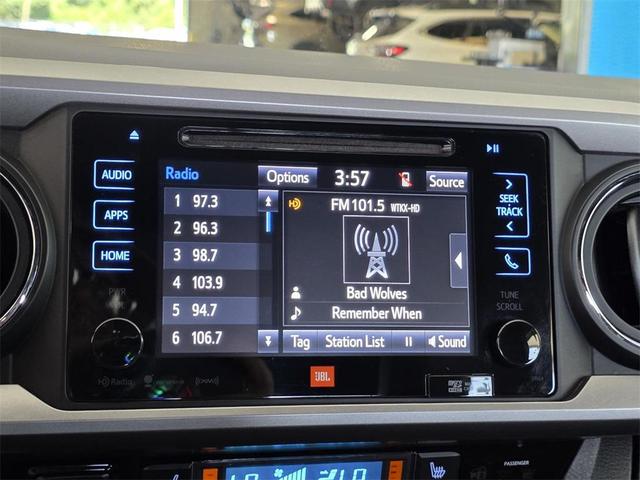 AUDIO
APPS
HOME
PWR
Radio
Options
3:57
Source
1 97.3
2 96.3
3 98.7
4 103.9
5 94.7
6 106.7
FM 101.5 WTKX-HD
Bad Wolves
Remember When
Tag
Station List
Sound
SEEK
TRACK
TUNE
SCROLL
HD Radio
JBL
PASSENGER